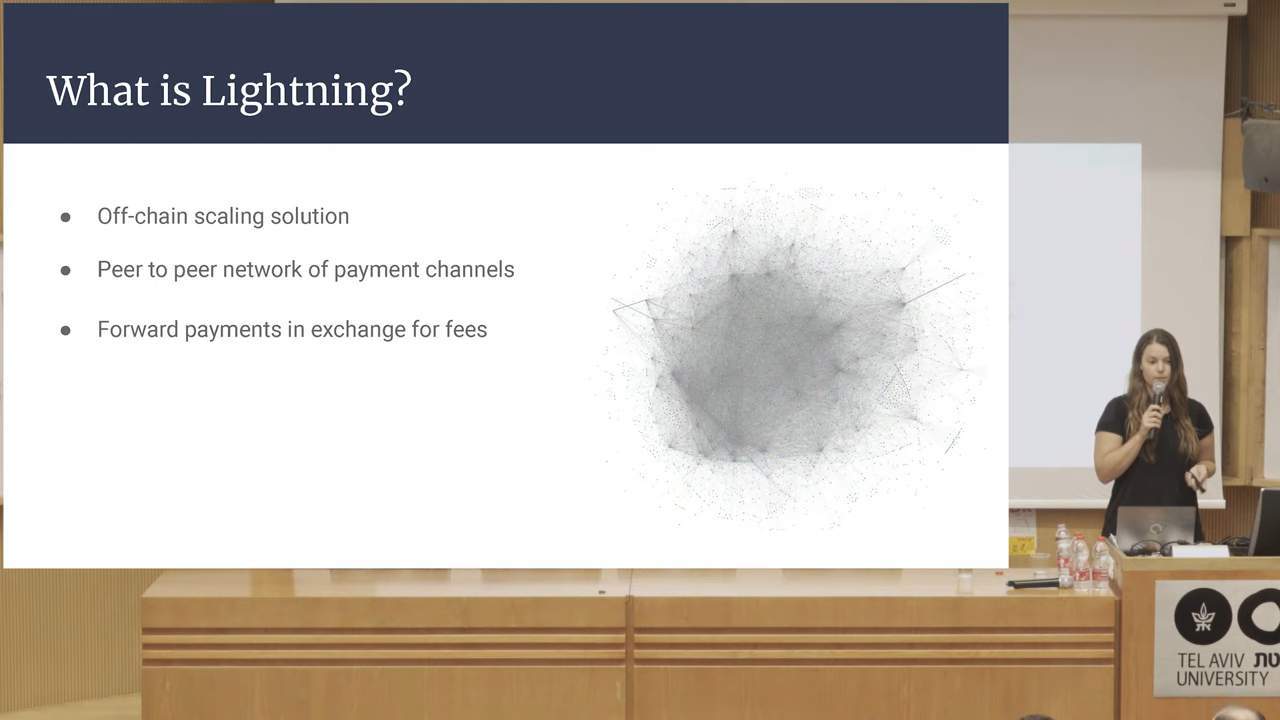 What is Lightning?
● Off-chain scaling solution
● Peer to peer network of payment channels
● Forward payments in exchange for fees
TEL AVIV
UNIVERSITY